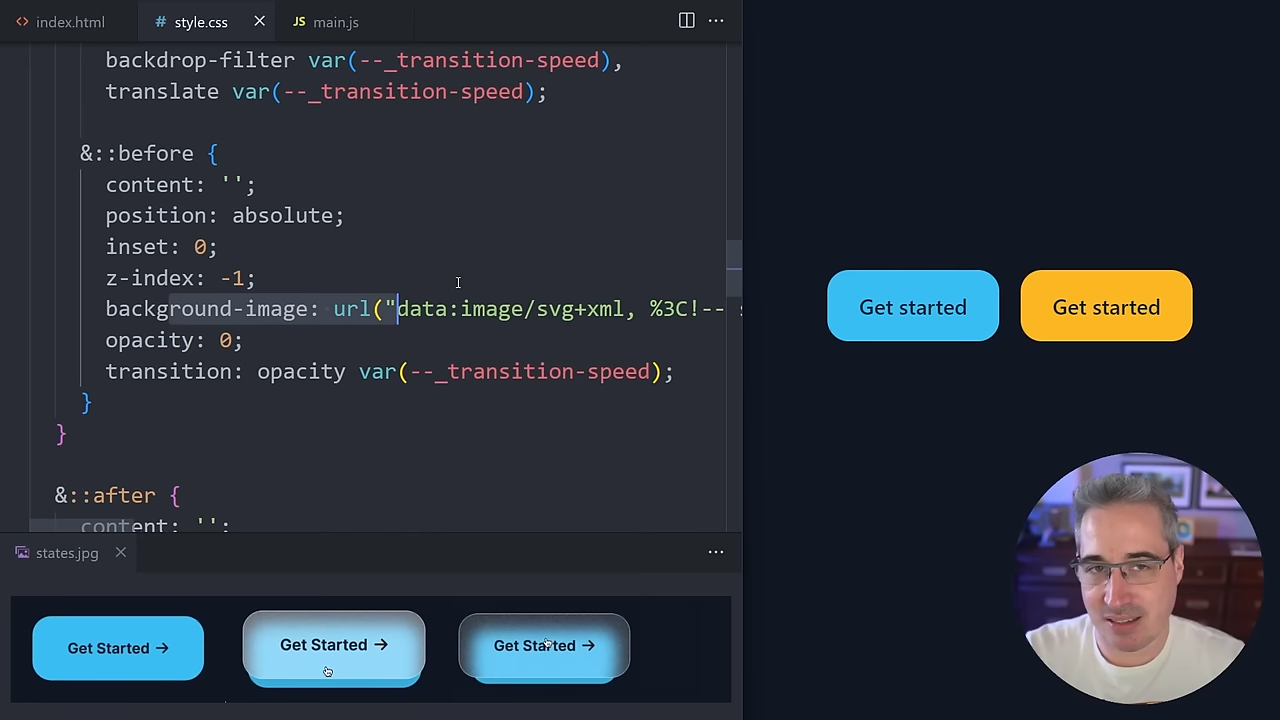 index.html
style.css
main.js
backdrop-filter var(--_transition-speed),
translate var(--_transition-speed);
&::before {
content: '';
position: absolute;
inset: 0;
z-index: -1;
background-image: url("data:image/svg+xml, %3C!--
opacity: 0;
transition: opacity var(--_transition-speed);
}
}
&::after {
content: '';
states.jpg
Get Started →
Get Started →
Get Started →
Get started
Get started